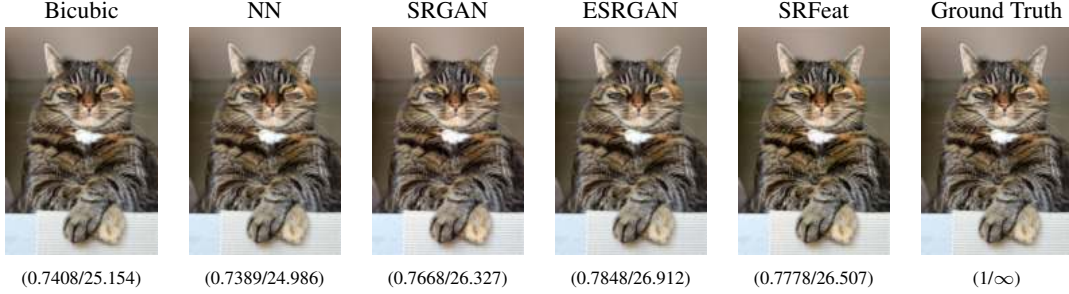 Bicubic NN SRGAN ESRGAN SRFeat Ground Truth
(0.7408/25.154) (0.7389/24.986) (0.7668/26.327) (0.7848/26.912) (0.7778/26.507) (1/∞)